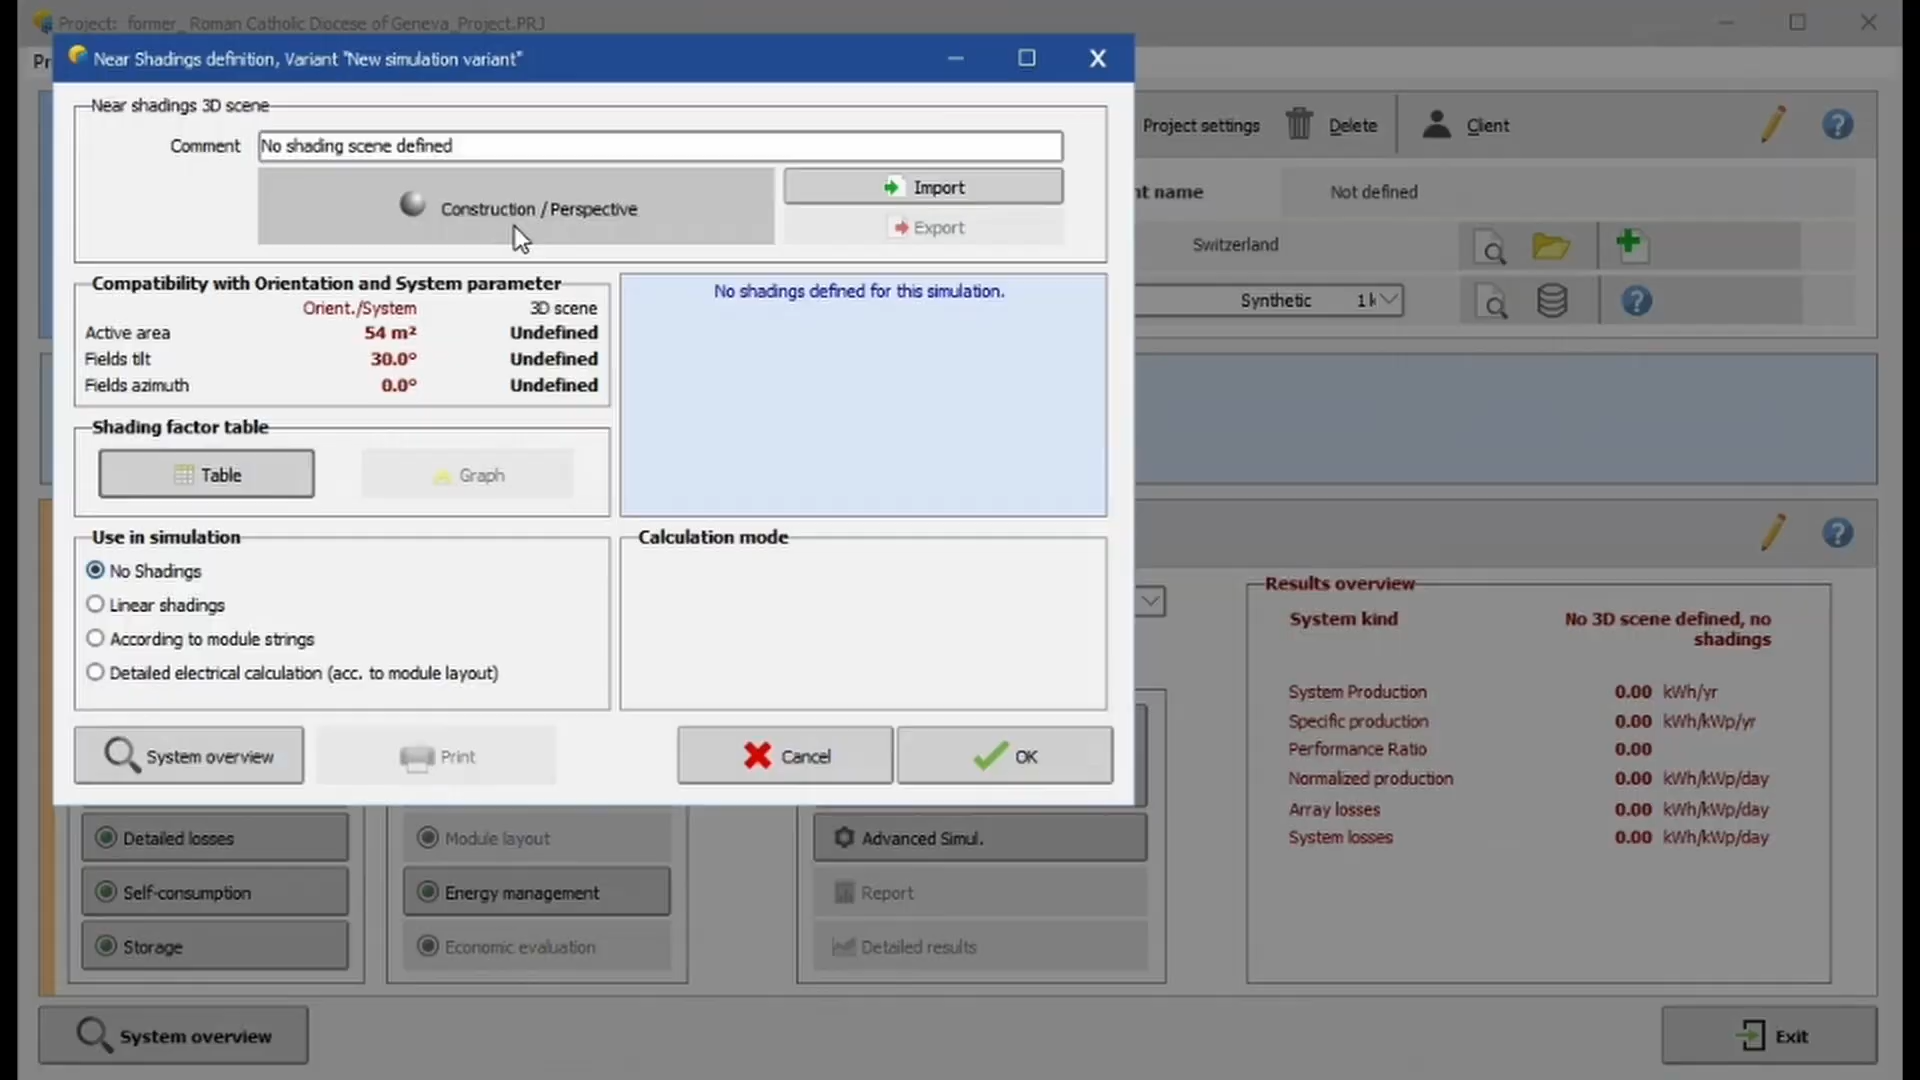 Project: former_ Roman Catholic Diocese of Geneva_Project.PRJ
Pr
Near Shadings definition, Variant "New simulation variant"
Near shadings 3D scene
Comment No shading scene defined
Construction / Perspective
Import
Export
Compatibility with Orientation and System parameter
Orient./System 3D scene
Active area 54 m² Undefined
Fields tilt 30.0° Undefined
Fields azimuth 0.0° Undefined
No shadings defined for this simulation.
Shading factor table
Table Graph
Use in simulation
No Shadings
Linear shadings
According to module strings
Detailed electrical calculation (acc. to module layout)
Calculation mode
System overview Print Cancel OK
Project settings Delete Client
nt name Not defined
Switzerland
Synthetic 1 k
Detailed losses
Self-consumption
Storage
Module layout
Energy management
Economic evaluation
Advanced Simul.
Report
Detailed results
Results overview
System kind No 3D scene defined, no
shadings
System Production 0.00 kWh/yr
Specific production 0.00 kWh/kWp/yr
Performance Ratio 0.00
Normalized production 0.00 kWh/kWp/day
Array losses 0.00 kWh/kWp/day
System losses 0.00 kWh/kWp/day
System overview
Exit